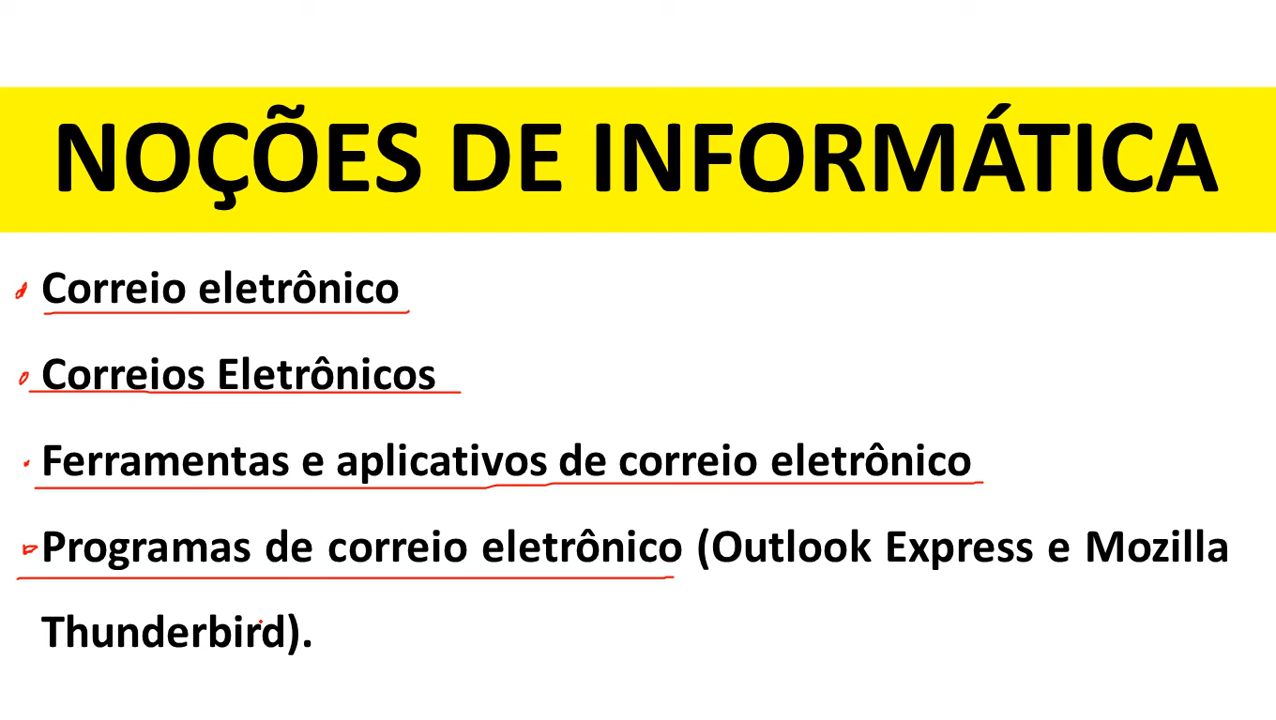 NOÇÕES DE INFORMÁTICA
Correio eletrônico
Correios Eletrônicos
Ferramentas e aplicativos de correio eletrônico
Programas de correio eletrônico (Outlook Express e Mozilla
Thunderbird).